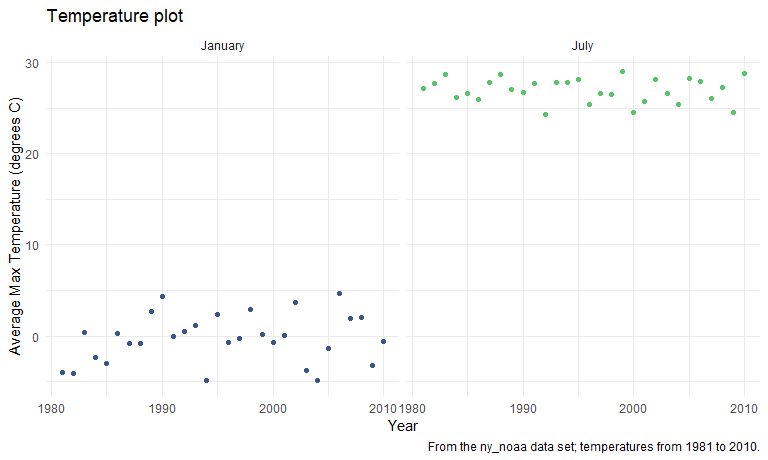 Temperature plot
January
July
30
20
10
0
1980
1990
2000
2010
1980
1990
2000
2010
Average Max Temperature (degrees C)
Year
From the ny_noaa data set; temperatures from 1981 to 2010.